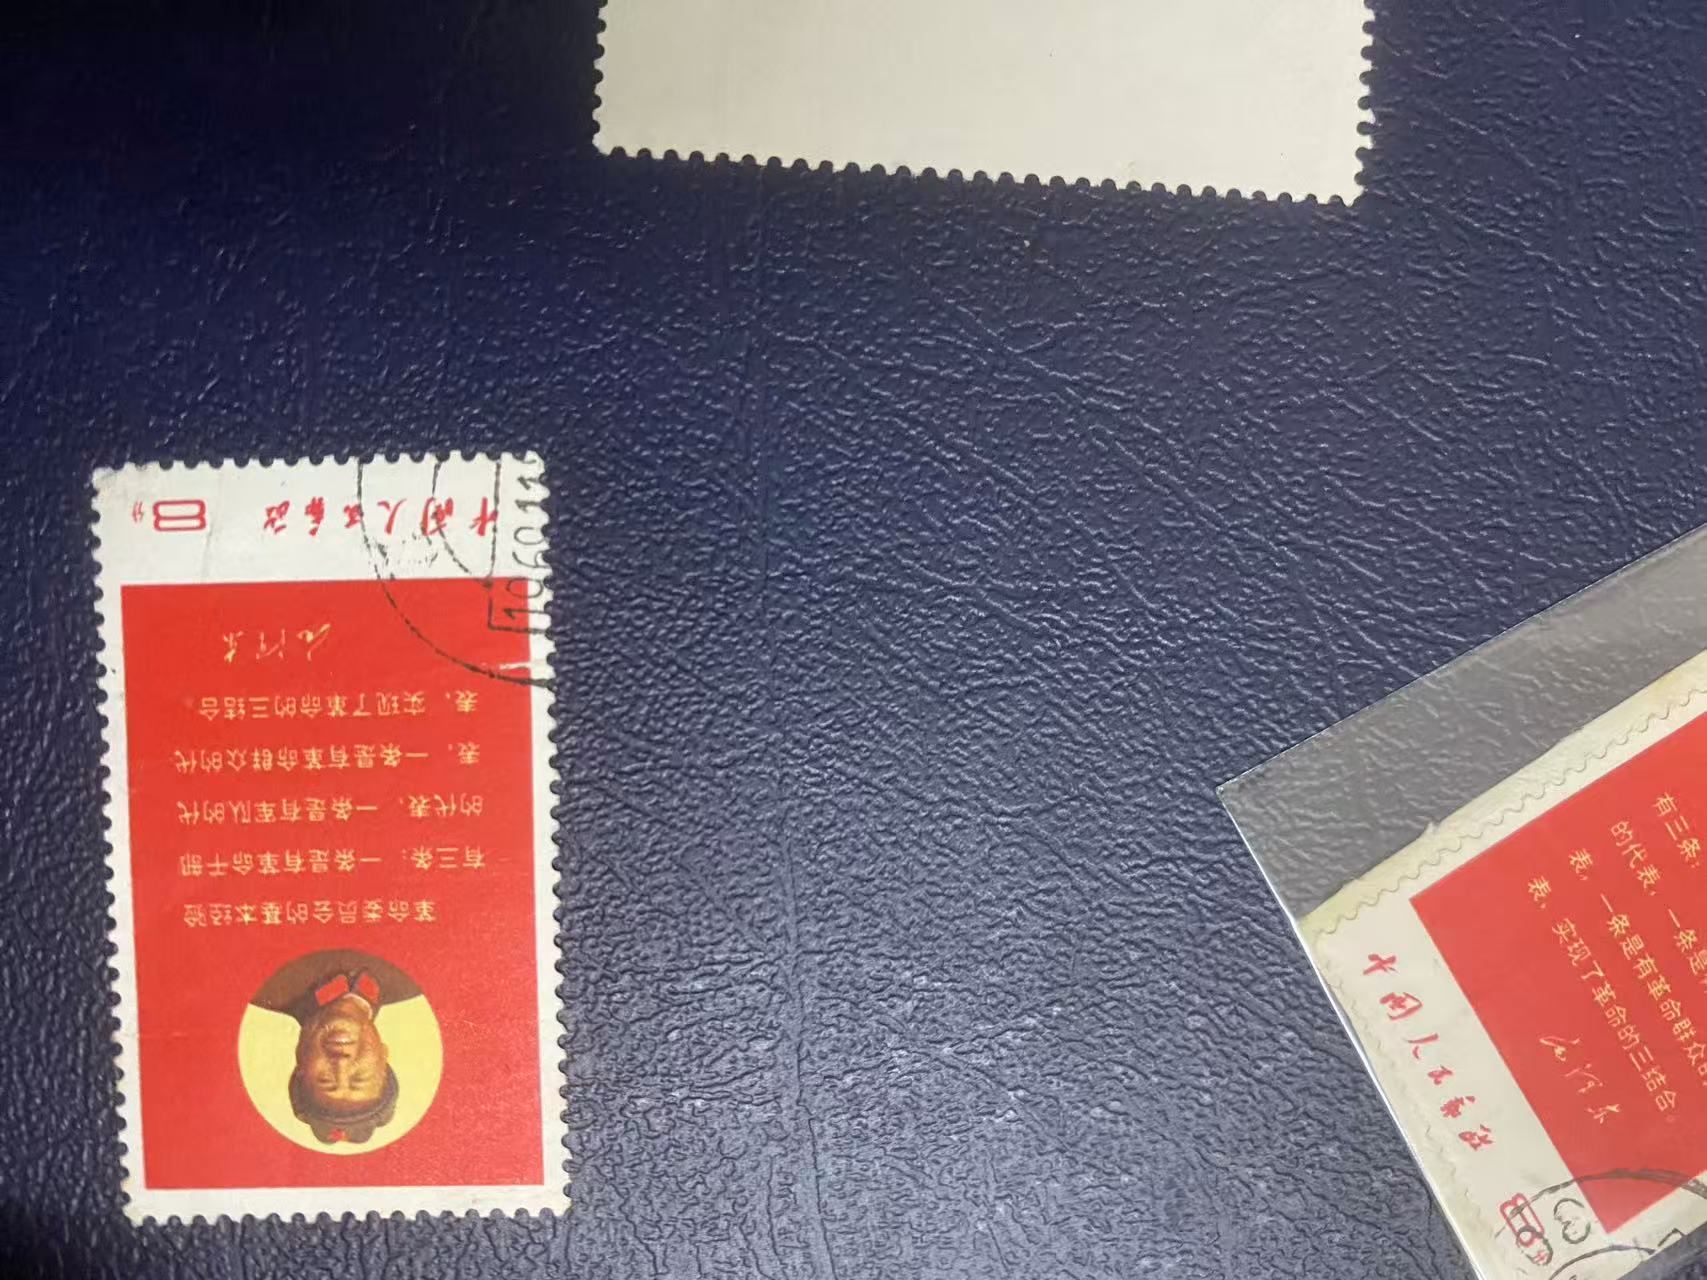 革命委员会的基本经验
有三条：一条是有革命干部
的代表，一条是有军队的代
表，一条是有革命群众的代
表，实现了革命的三结合
毛泽东
中国人民邮政
8分
有三条：
的代表，一条是
表，一条是有革命群众的
表，实现了革命的三结合。
毛泽东
中国人民邮政
8分